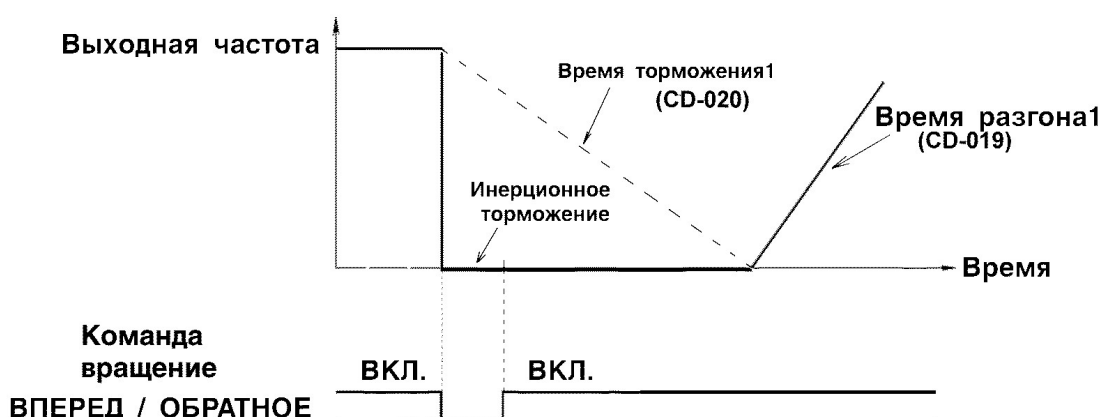 Выходная частота
Время торможения1
(CD-020)
Время разгона1
(CD-019)
Инерционное
торможение
Время
Команда
вращение
ВКЛ.
ВКЛ.
ВПЕРЕД / ОБРАТНОЕ